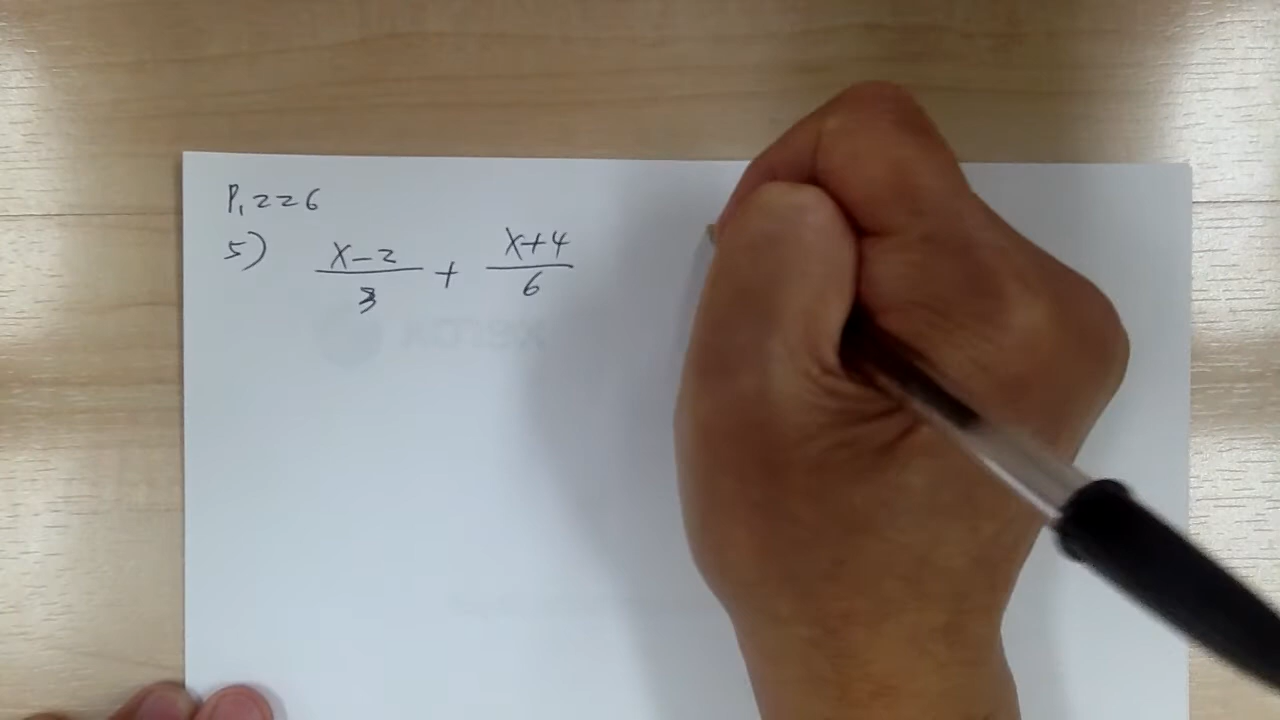 P.226
5) (x-2)/3 + (x+4)/6